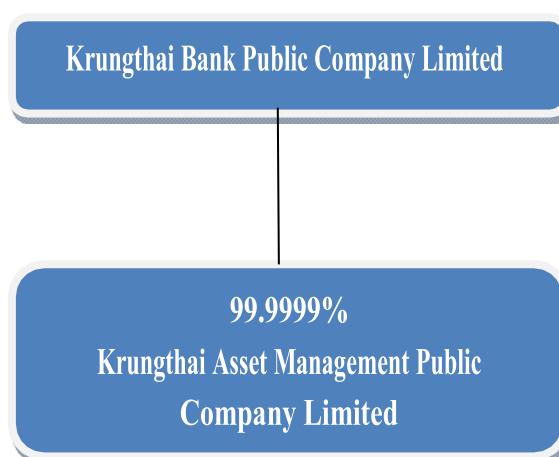 Krungthai Bank Public Company Limited
99.9999%
Krungthai Asset Management Public
Company Limited